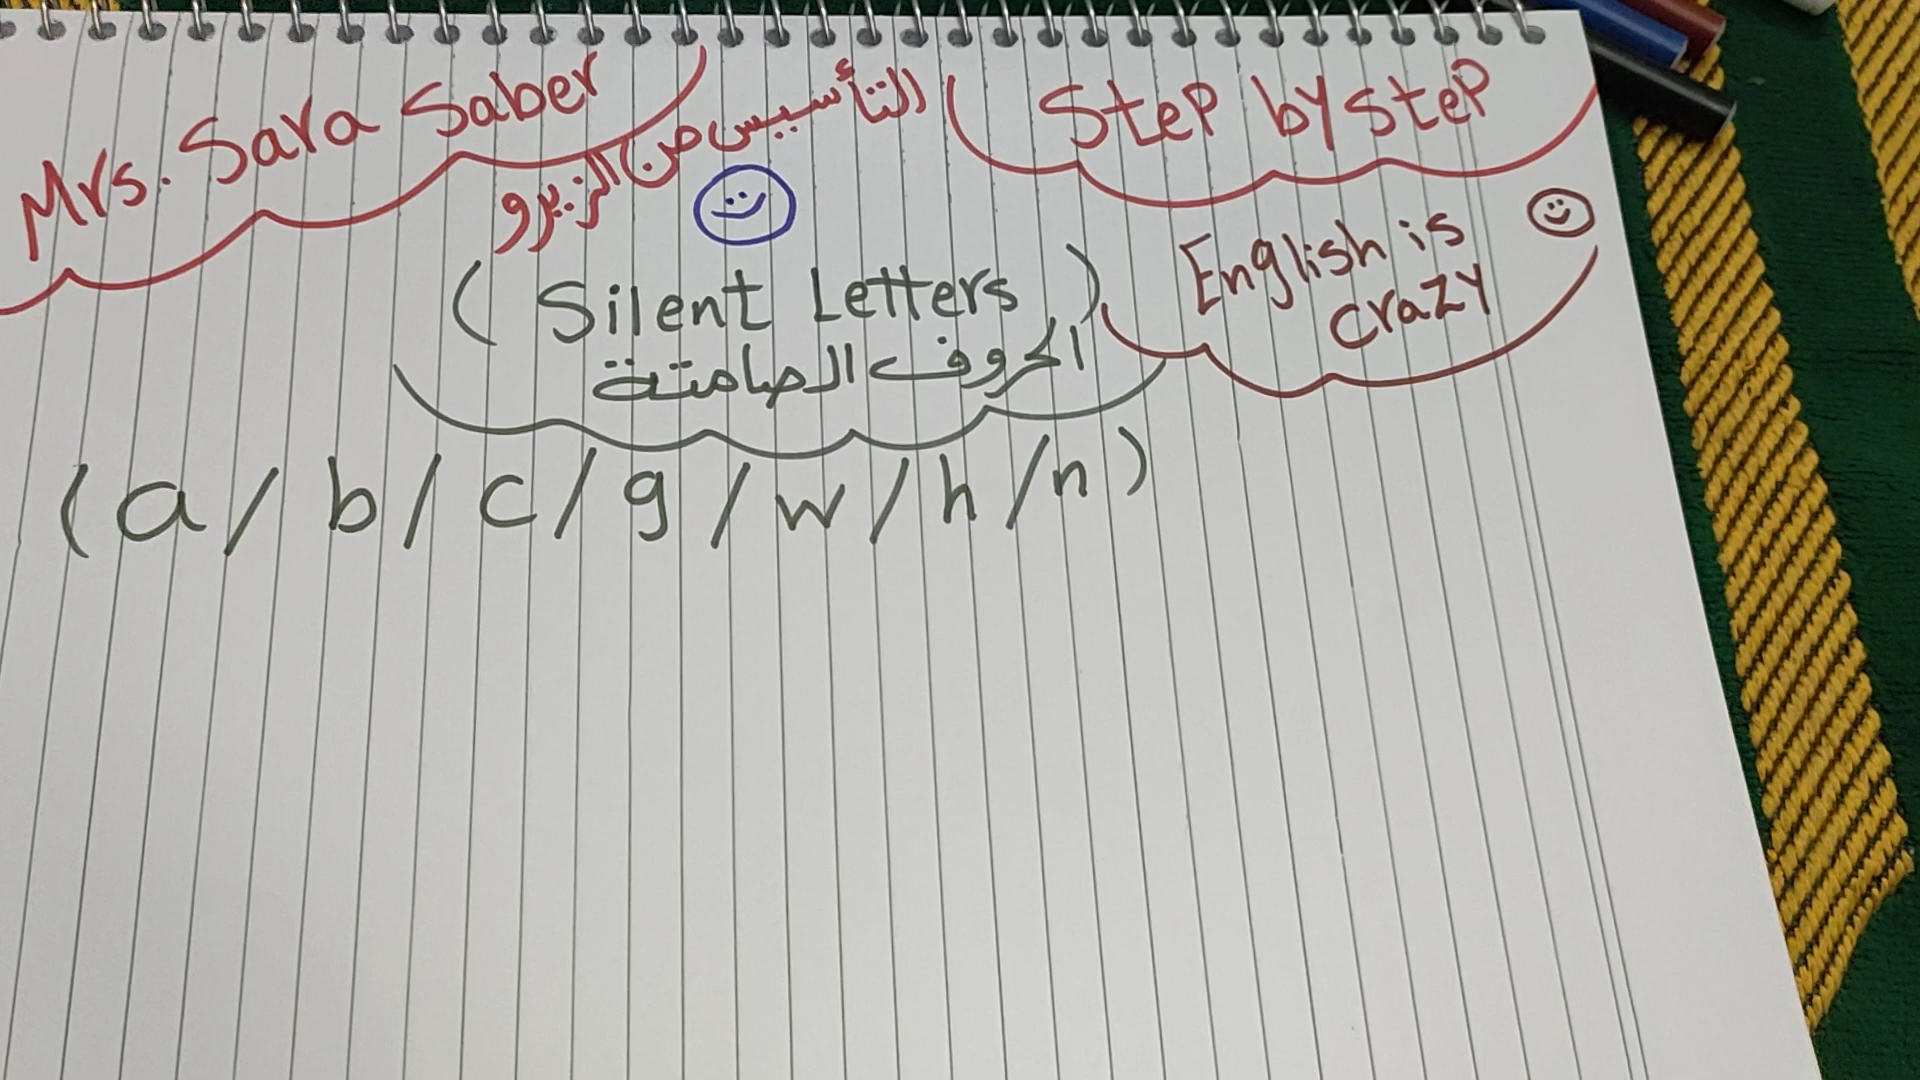 Mrs. Sara Saber
التأسيس من الزيرو
Step by step
English is
crazy
( Silent Letters )
الحروف الصامتة
( a / b / c / g / w / h / n )